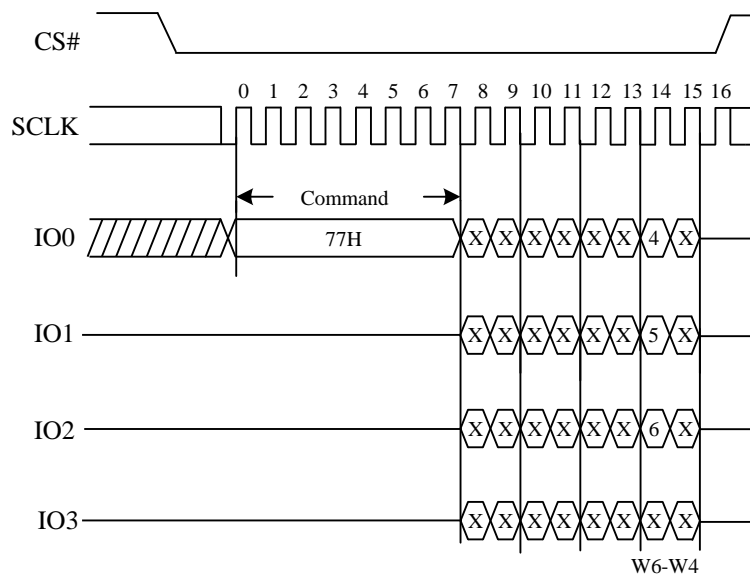 CS#
0 1 2 3 4 5 6 7 8 9 10 11 12 13 14 15 16
SCLK
Command
IO0 77H X X X X X X 4 X
IO1 X X X X X X 5 X
IO2 X X X X X X 6 X
IO3 X X X X X X X X
W6-W4